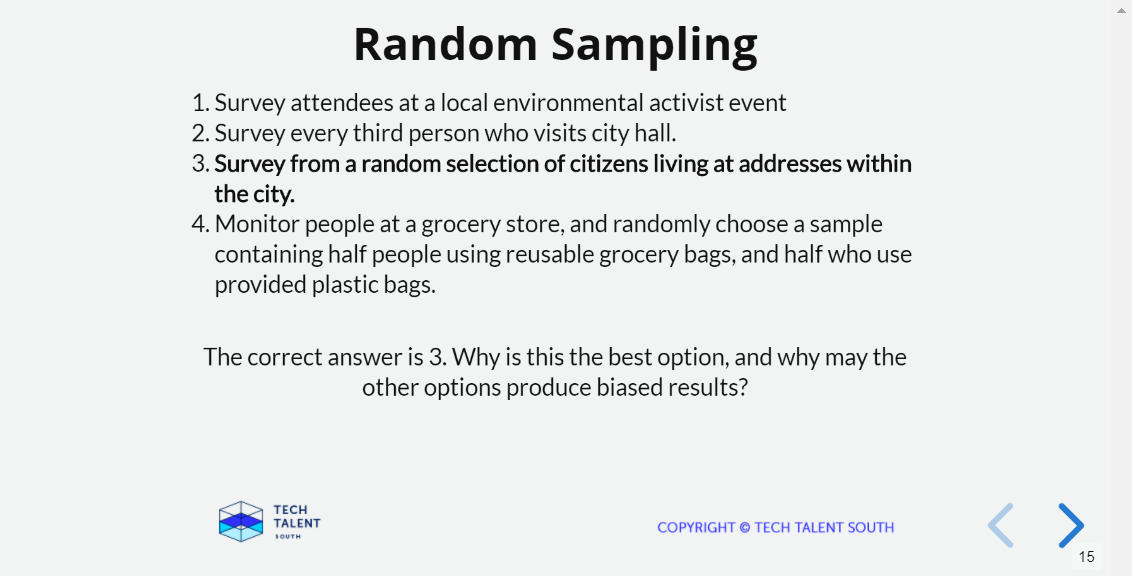 Random Sampling
1. Survey attendees at a local environmental activist event
2. Survey every third person who visits city hall.
3. Survey from a random selection of citizens living at addresses within
the city.
4. Monitor people at a grocery store, and randomly choose a sample
containing half people using reusable grocery bags, and half who use
provided plastic bags.
The correct answer is 3. Why is this the best option, and why may the
other options produce biased results?
TECH
TALENT
SOUTH
COPYRIGHT © TECH TALENT SOUTH
15